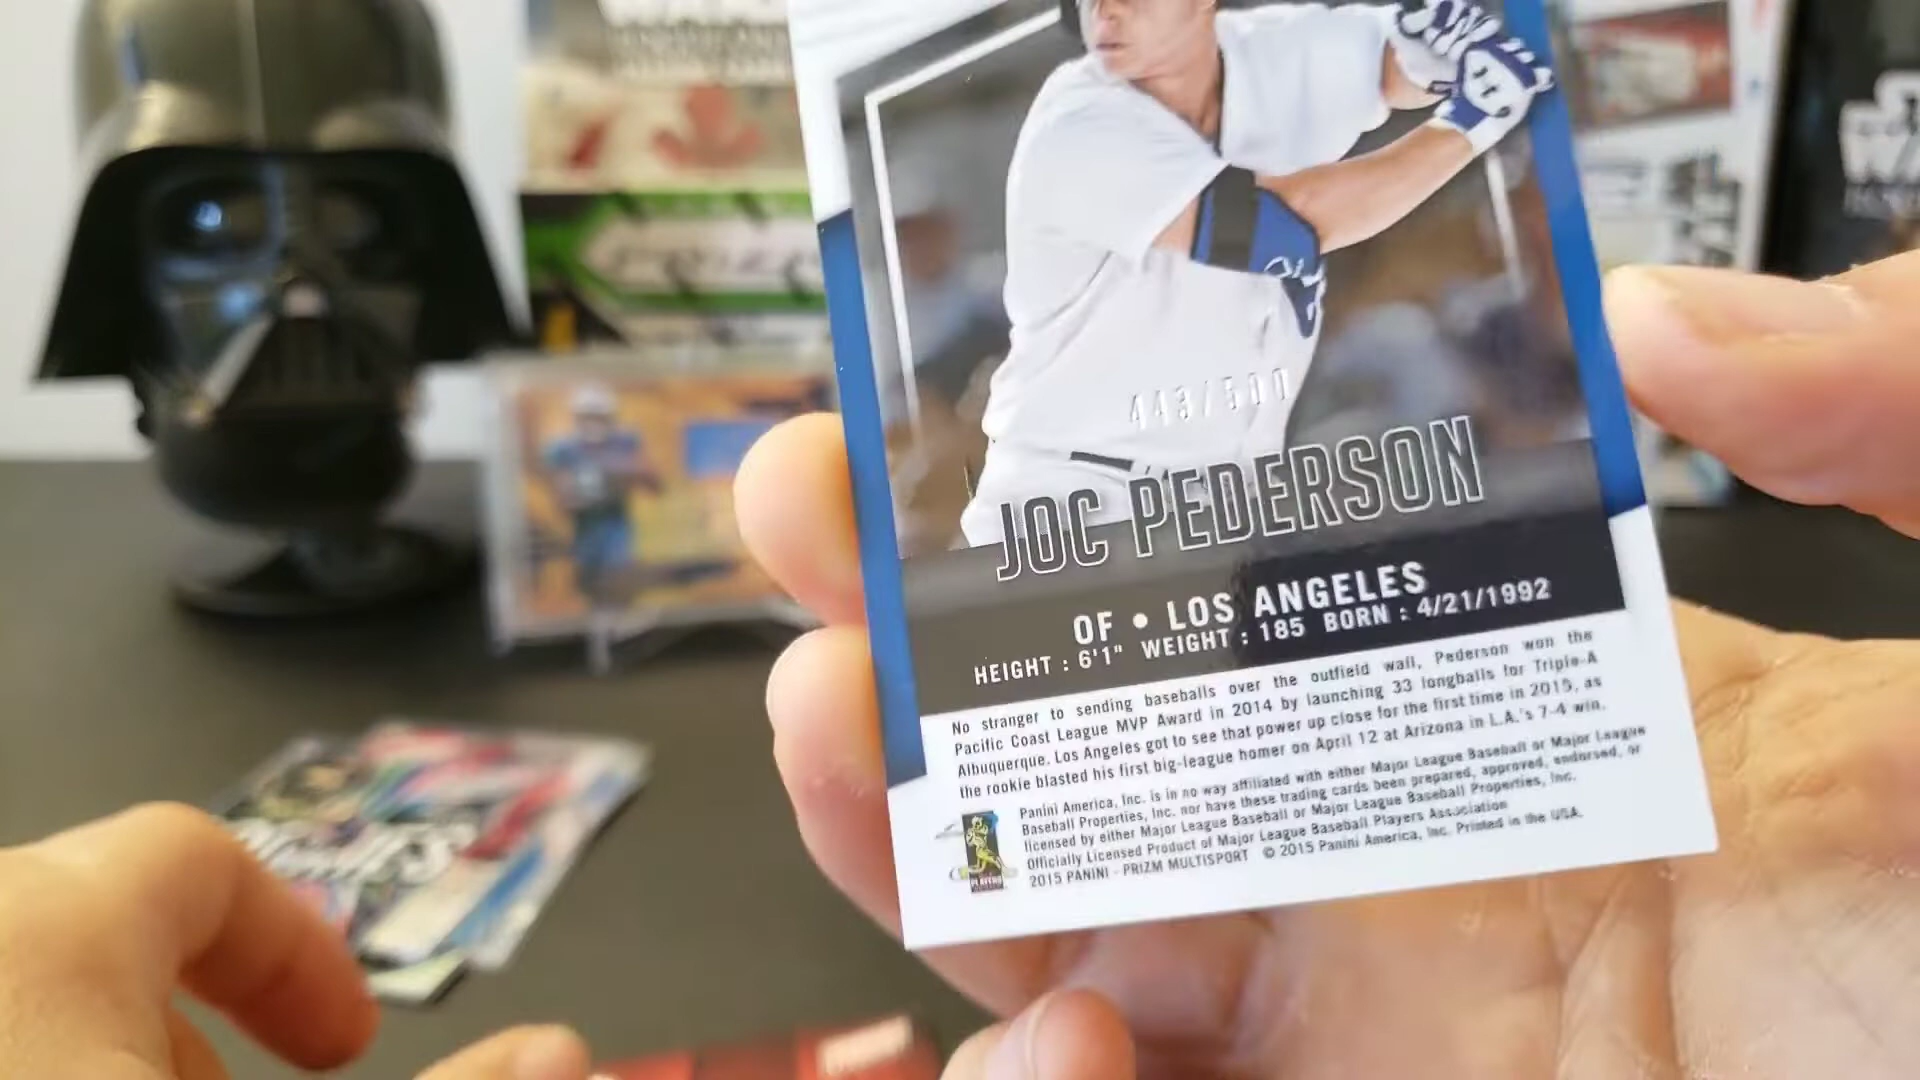 443/500
JOC PEDERSON
OF • LOS ANGELES
HEIGHT : 6'1" WEIGHT : 185 BORN : 4/21/1992
No stranger to sending baseballs over the outfield wall, Pederson won the
Pacific Coast League MVP Award in 2014 by launching 33 longballs for Triple-A
Albuquerque. Los Angeles got to see that power up close for the first time in 2015, as
the rookie blasted his first big-league homer on April 12 at Arizona in L.A.'s 7-4 win.
Panini America, Inc. is in no way affiliated with either Major League Baseball or Major League
Baseball Properties, Inc. nor have these trading cards been prepared, approved, endorsed, or
licensed by either Major League Baseball or Major League Baseball Properties, Inc.
Officially Licensed Product of Major League Baseball Players Association
2015 PANINI - PRIZM MULTISPORT © 2015 Panini America, Inc. Printed in the USA.
PLAYERS